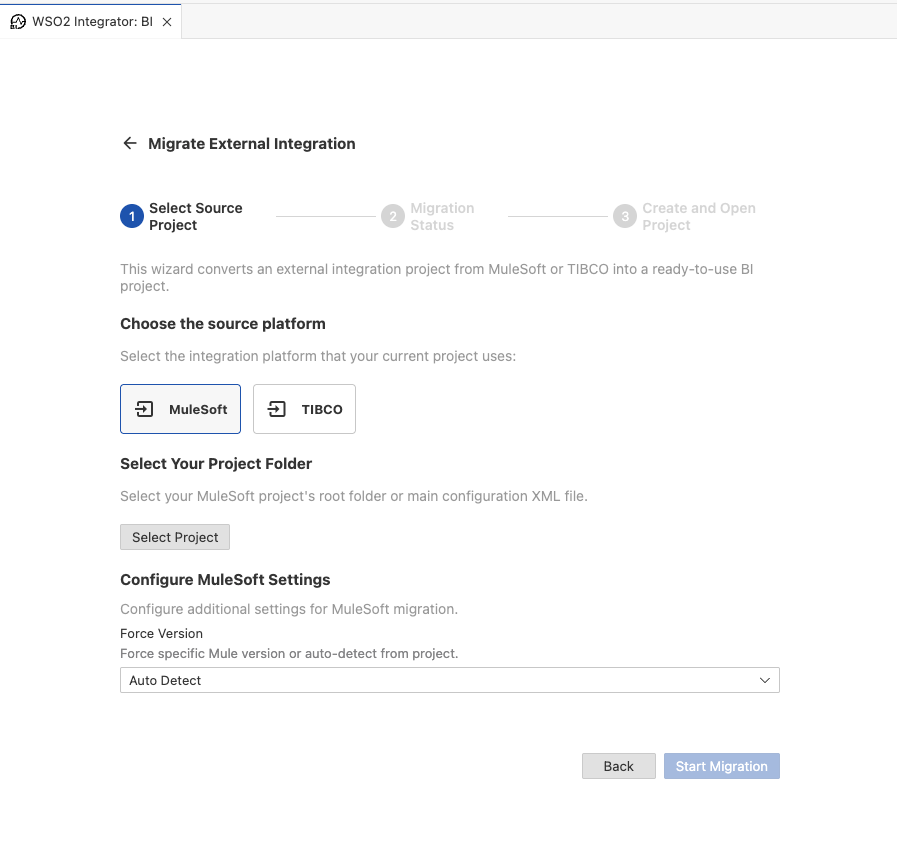 WSO2 Integrator: BI
Migrate External Integration
1 Select Source
Project
2 Migration
Status
3 Create and Open
Project
This wizard converts an external integration project from MuleSoft or TIBCO into a ready-to-use BI
project.
Choose the source platform
Select the integration platform that your current project uses:
MuleSoft TIBCO
Select Your Project Folder
Select your MuleSoft project's root folder or main configuration XML file.
Select Project
Configure MuleSoft Settings
Configure additional settings for MuleSoft migration.
Force Version
Force specific Mule version or auto-detect from project.
Auto Detect
Back Start Migration